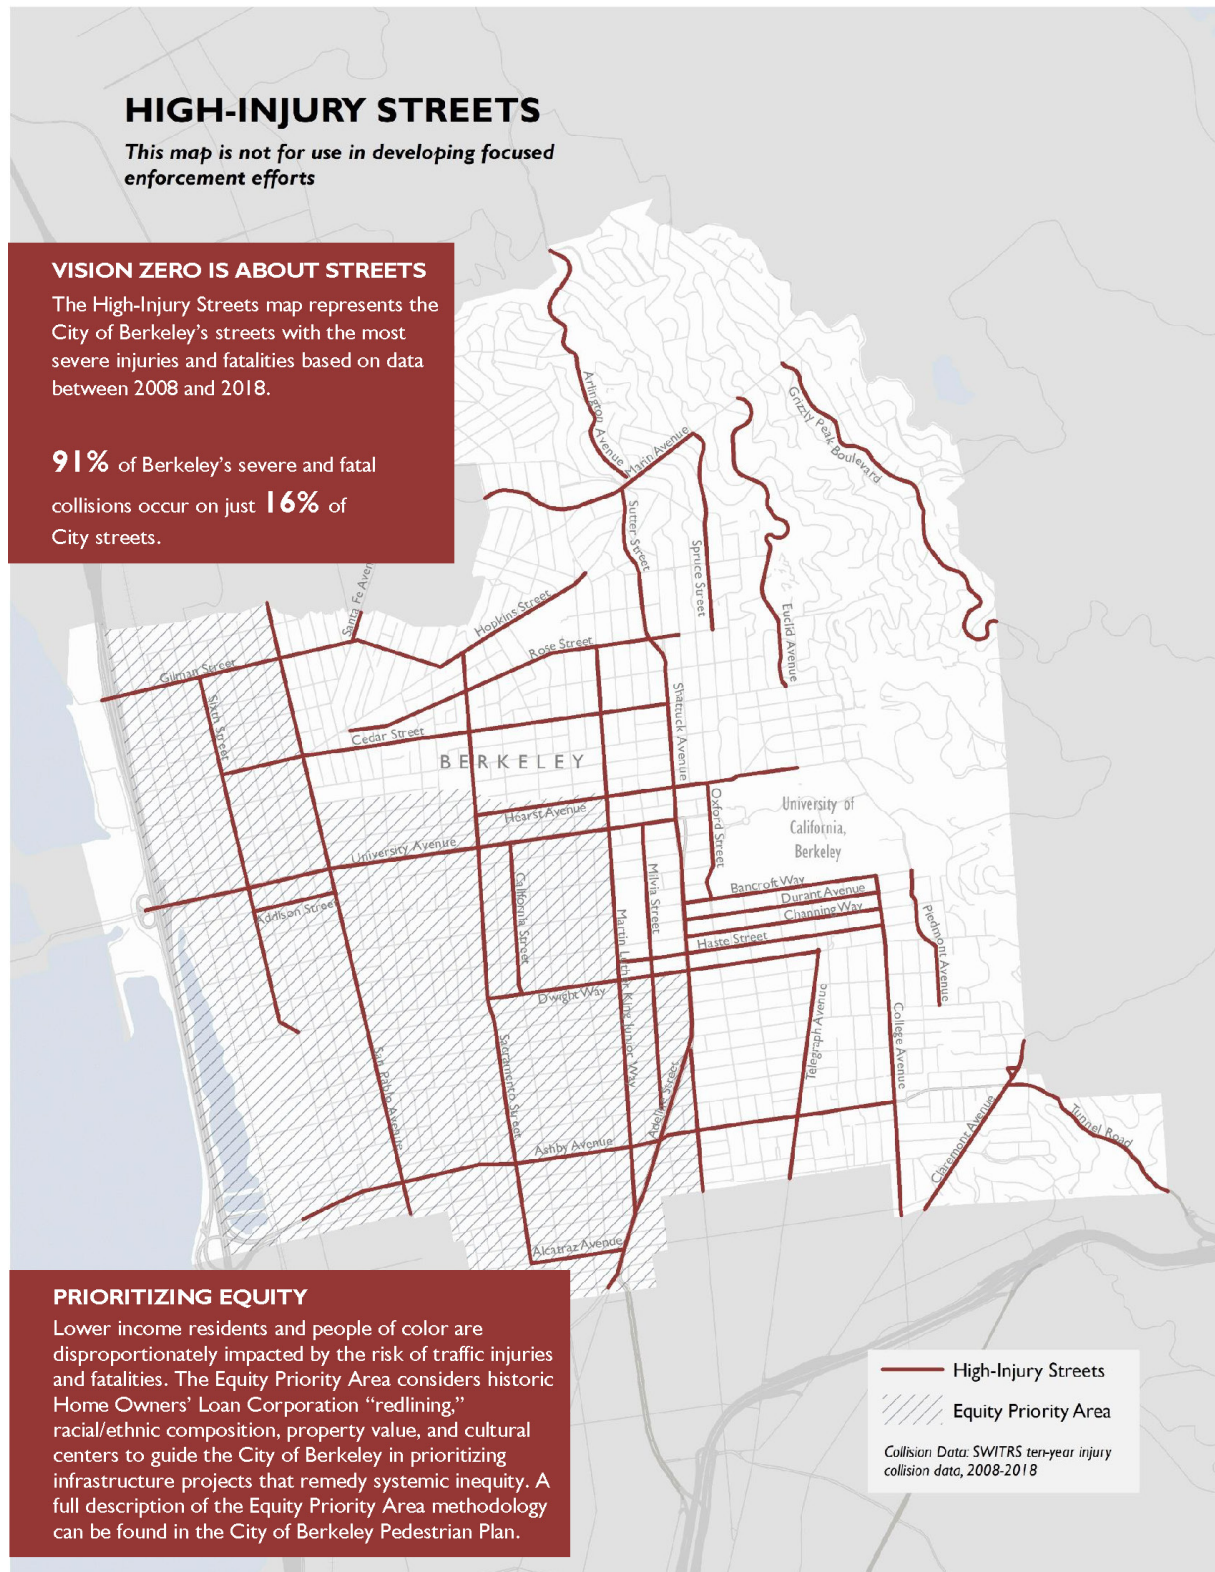 HIGH-INJURY STREETS
This map is not for use in developing focused
enforcement efforts
VISION ZERO IS ABOUT STREETS
The High-Injury Streets map represents the
City of Berkeley's streets with the most
severe injuries and fatalities based on data
between 2008 and 2018.
91% of Berkeley's severe and fatal
collisions occur on just 16% of
City streets.
Arlington Avenue
Marin Avenue
Grizzly Peak Boulevard
Sutter Street
Spruce Street
Euclid Avenue
Santa Fe Aven
Hopkins Street
Rose Street
Gilman Street
Sixth Street
Shattuck Avenue
Cedar Street
BERKELEY
Hearst Avenue
Oxford Street
University of
California,
Berkeley
University Avenue
California Street
Milvia Street
Bancroft Way
Durant Avenue
Channing Way
Addison Street
Martin Luther King Junior Way
Haste Street
Piedmont Avenue
Dwight Way
Telegraph Avenue
College Avenue
San Pablo Avenue
Sacramento Street
Adeline Street
Ashby Avenue
Claremont Avenue
Tunnel Road
Alcatraz Avenue
PRIORITIZING EQUITY
Lower income residents and people of color are
disproportionately impacted by the risk of traffic injuries
and fatalities. The Equity Priority Area considers historic
Home Owners' Loan Corporation “redlining,”
racial/ethnic composition, property value, and cultural
centers to guide the City of Berkeley in prioritizing
infrastructure projects that remedy systemic inequity. A
full description of the Equity Priority Area methodology
can be found in the City of Berkeley Pedestrian Plan.
High-Injury Streets
Equity Priority Area
Collision Data: SWITRS ten-year injury
collision data, 2008-2018